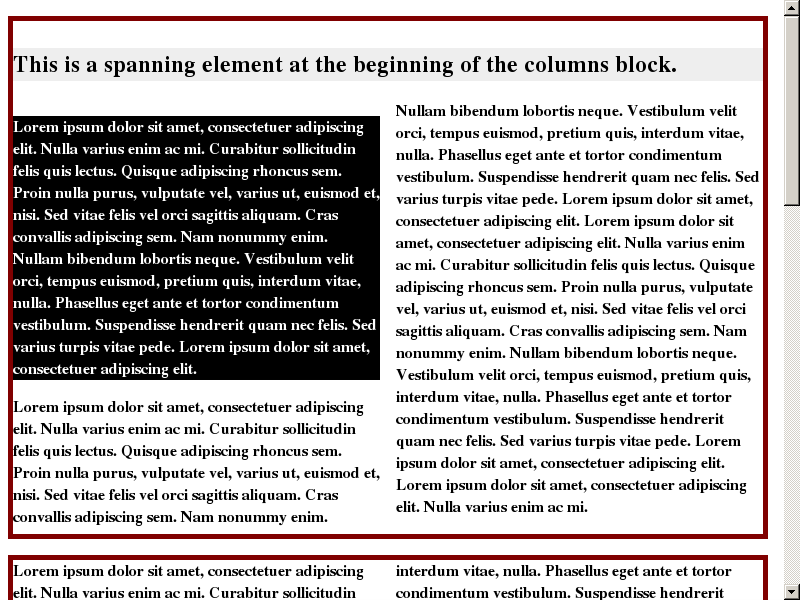 This is a spanning element at the beginning of the columns block.
Lorem ipsum dolor sit amet, consectetuer adipiscing
elit. Nulla varius enim ac mi. Curabitur sollicitudin
felis quis lectus. Quisque adipiscing rhoncus sem.
Proin nulla purus, vulputate vel, varius ut, euismod et,
nisi. Sed vitae felis vel orci sagittis aliquam. Cras
convallis adipiscing sem. Nam nonummy enim.
Nullam bibendum lobortis neque. Vestibulum velit
orci, tempus euismod, pretium quis, interdum vitae,
nulla. Phasellus eget ante et tortor condimentum
vestibulum. Suspendisse hendrerit quam nec felis. Sed
varius turpis vitae pede. Lorem ipsum dolor sit amet,
consectetuer adipiscing elit.
Lorem ipsum dolor sit amet, consectetuer adipiscing
elit. Nulla varius enim ac mi. Curabitur sollicitudin
felis quis lectus. Quisque adipiscing rhoncus sem.
Proin nulla purus, vulputate vel, varius ut, euismod et,
nisi. Sed vitae felis vel orci sagittis aliquam. Cras
convallis adipiscing sem. Nam nonummy enim.
Nullam bibendum lobortis neque. Vestibulum velit
orci, tempus euismod, pretium quis, interdum vitae,
nulla. Phasellus eget ante et tortor condimentum
vestibulum. Suspendisse hendrerit quam nec felis. Sed
varius turpis vitae pede. Lorem ipsum dolor sit amet,
consectetuer adipiscing elit. Lorem ipsum dolor sit
amet, consectetuer adipiscing elit. Nulla varius enim
ac mi. Curabitur sollicitudin felis quis lectus. Quisque
adipiscing rhoncus sem. Proin nulla purus, vulputate
vel, varius ut, euismod et, nisi. Sed vitae felis vel orci
sagittis aliquam. Cras convallis adipiscing sem. Nam
nonummy enim. Nullam bibendum lobortis neque.
Vestibulum velit orci, tempus euismod, pretium quis,
interdum vitae, nulla. Phasellus eget ante et tortor
condimentum vestibulum. Suspendisse hendrerit
quam nec felis. Sed varius turpis vitae pede. Lorem
ipsum dolor sit amet, consectetuer adipiscing elit.
Lorem ipsum dolor sit amet, consectetuer adipiscing
elit. Nulla varius enim ac mi.
Lorem ipsum dolor sit amet, consectetuer adipiscing
elit. Nulla varius enim ac mi. Curabitur sollicitudin
interdum vitae, nulla. Phasellus eget ante et tortor
condimentum vestibulum. Suspendisse hendrerit